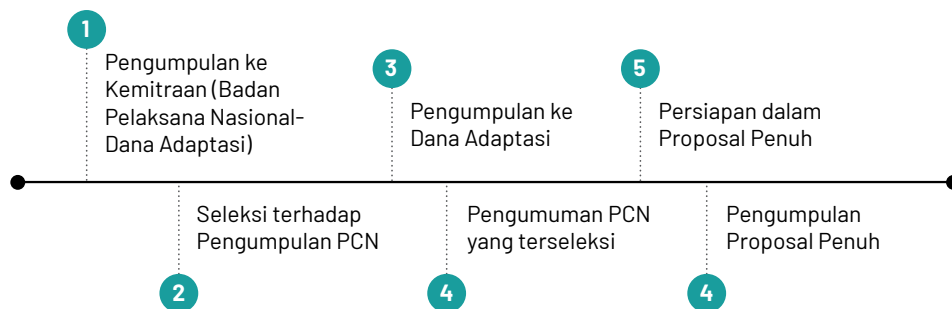 1
Pengumpulan ke
Kemitraan (Badan
Pelaksana Nasional-
Dana Adaptasi)
2
Seleksi terhadap
Pengumpulan PCN
3
Pengumpulan ke
Dana Adaptasi
4
Pengumuman PCN
yang terseleksi
5
Persiapan dalam
Proposal Penuh
4
Pengumpulan
Proposal Penuh